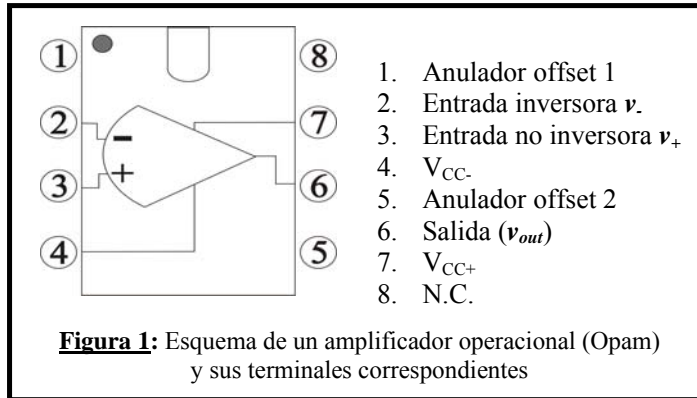 1
2
3
4
8
7
6
5
-
+
1. Anulador offset 1
2. Entrada inversora v-
3. Entrada no inversora v+
4. VCC-
5. Anulador offset 2
6. Salida (vout)
7. VCC+
8. N.C.
Figura 1: Esquema de un amplificador operacional (Opam)
y sus terminales correspondientes